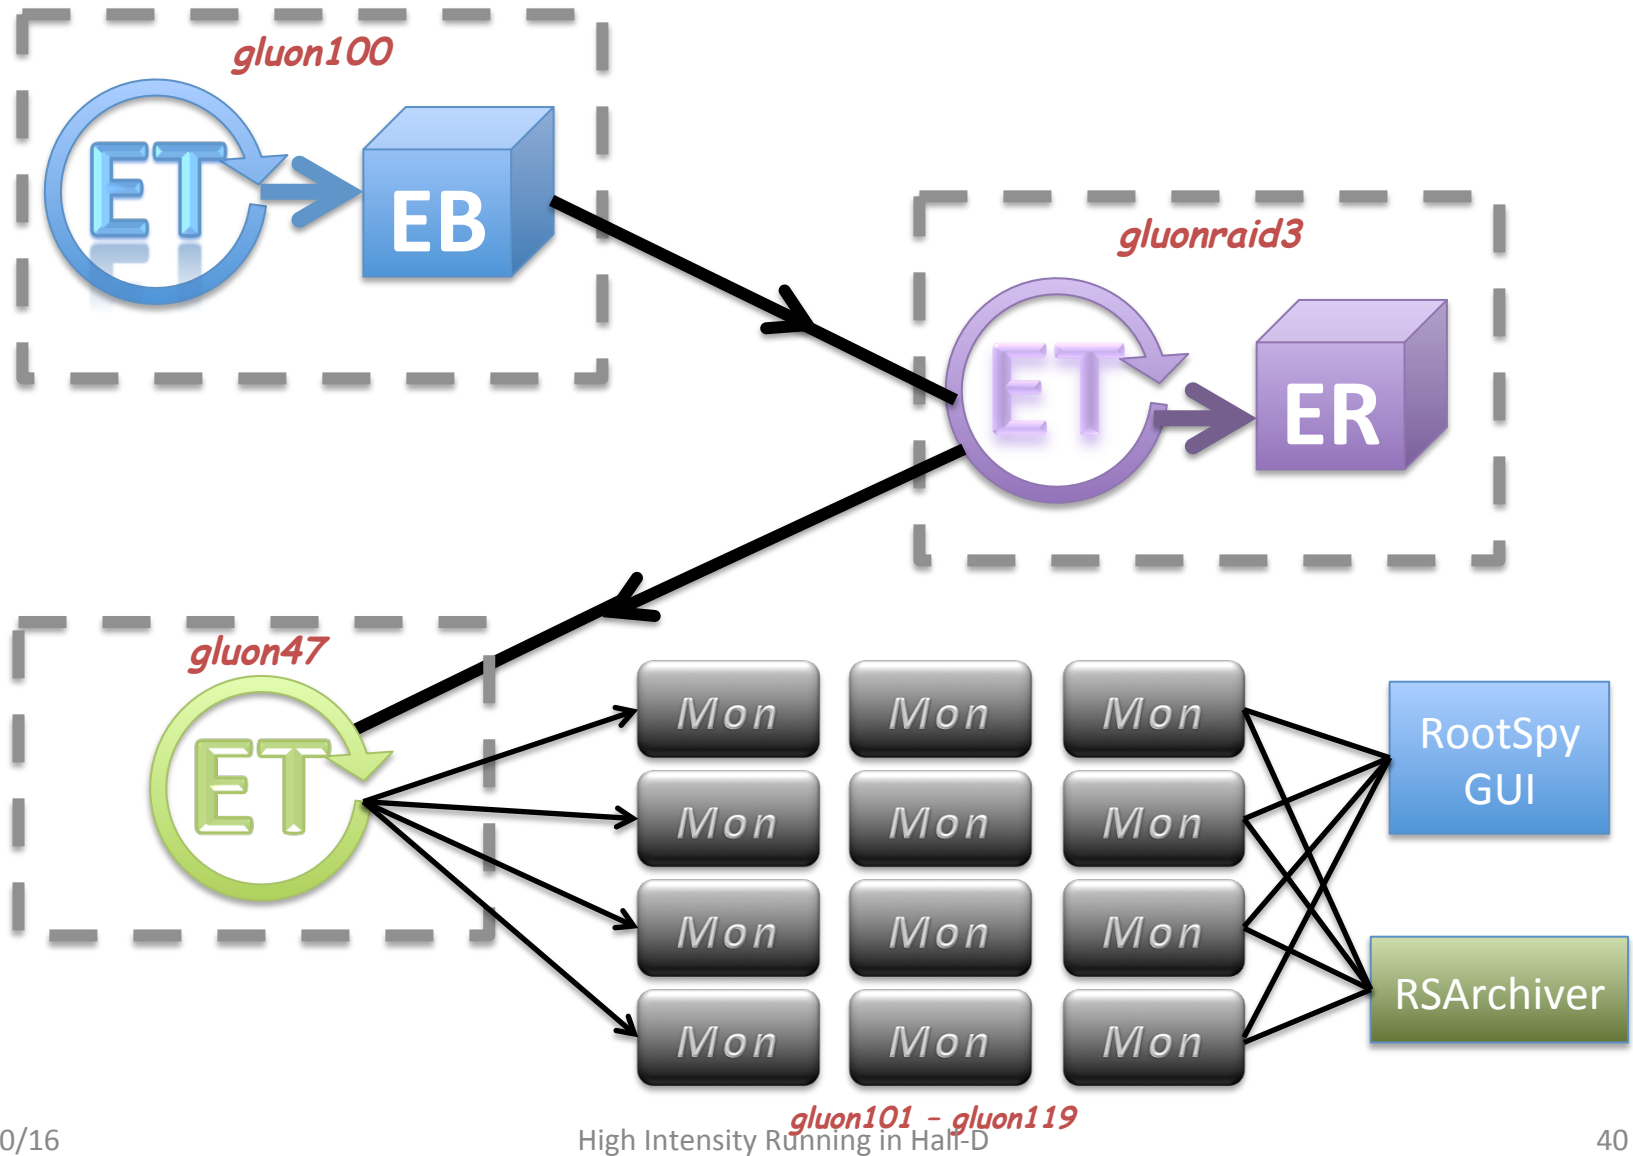 gluon100
ET
EB
gluonraid3
ET
ER
gluon47
ET
Mon Mon Mon
Mon Mon Mon
Mon Mon Mon
Mon Mon Mon
RootSpy
GUI
RSArchiver
gluon101 - gluon119
0/16
High Intensity Running in Hall-D
40